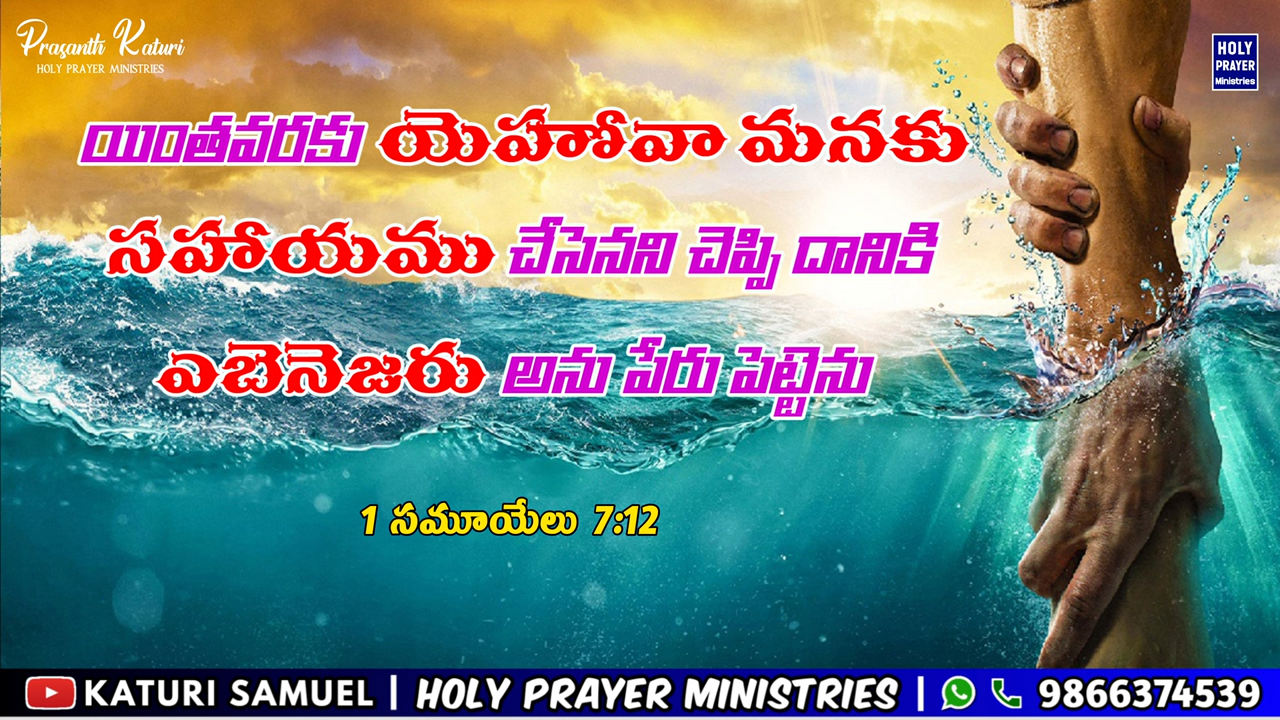 Prasanth Katuri
HOLY PRAYER MINISTRIES
HOLY
PRAYER
Ministries
యింతవరకు యెహోవా మనకు
సహాయము చేసెనని చెప్పి దానికి
ఎబెనెజరు అను పేరు పెట్టెను
1 సమూయేలు 7:12
KATURI SAMUEL | HOLY PRAYER MINISTRIES | 9866374539